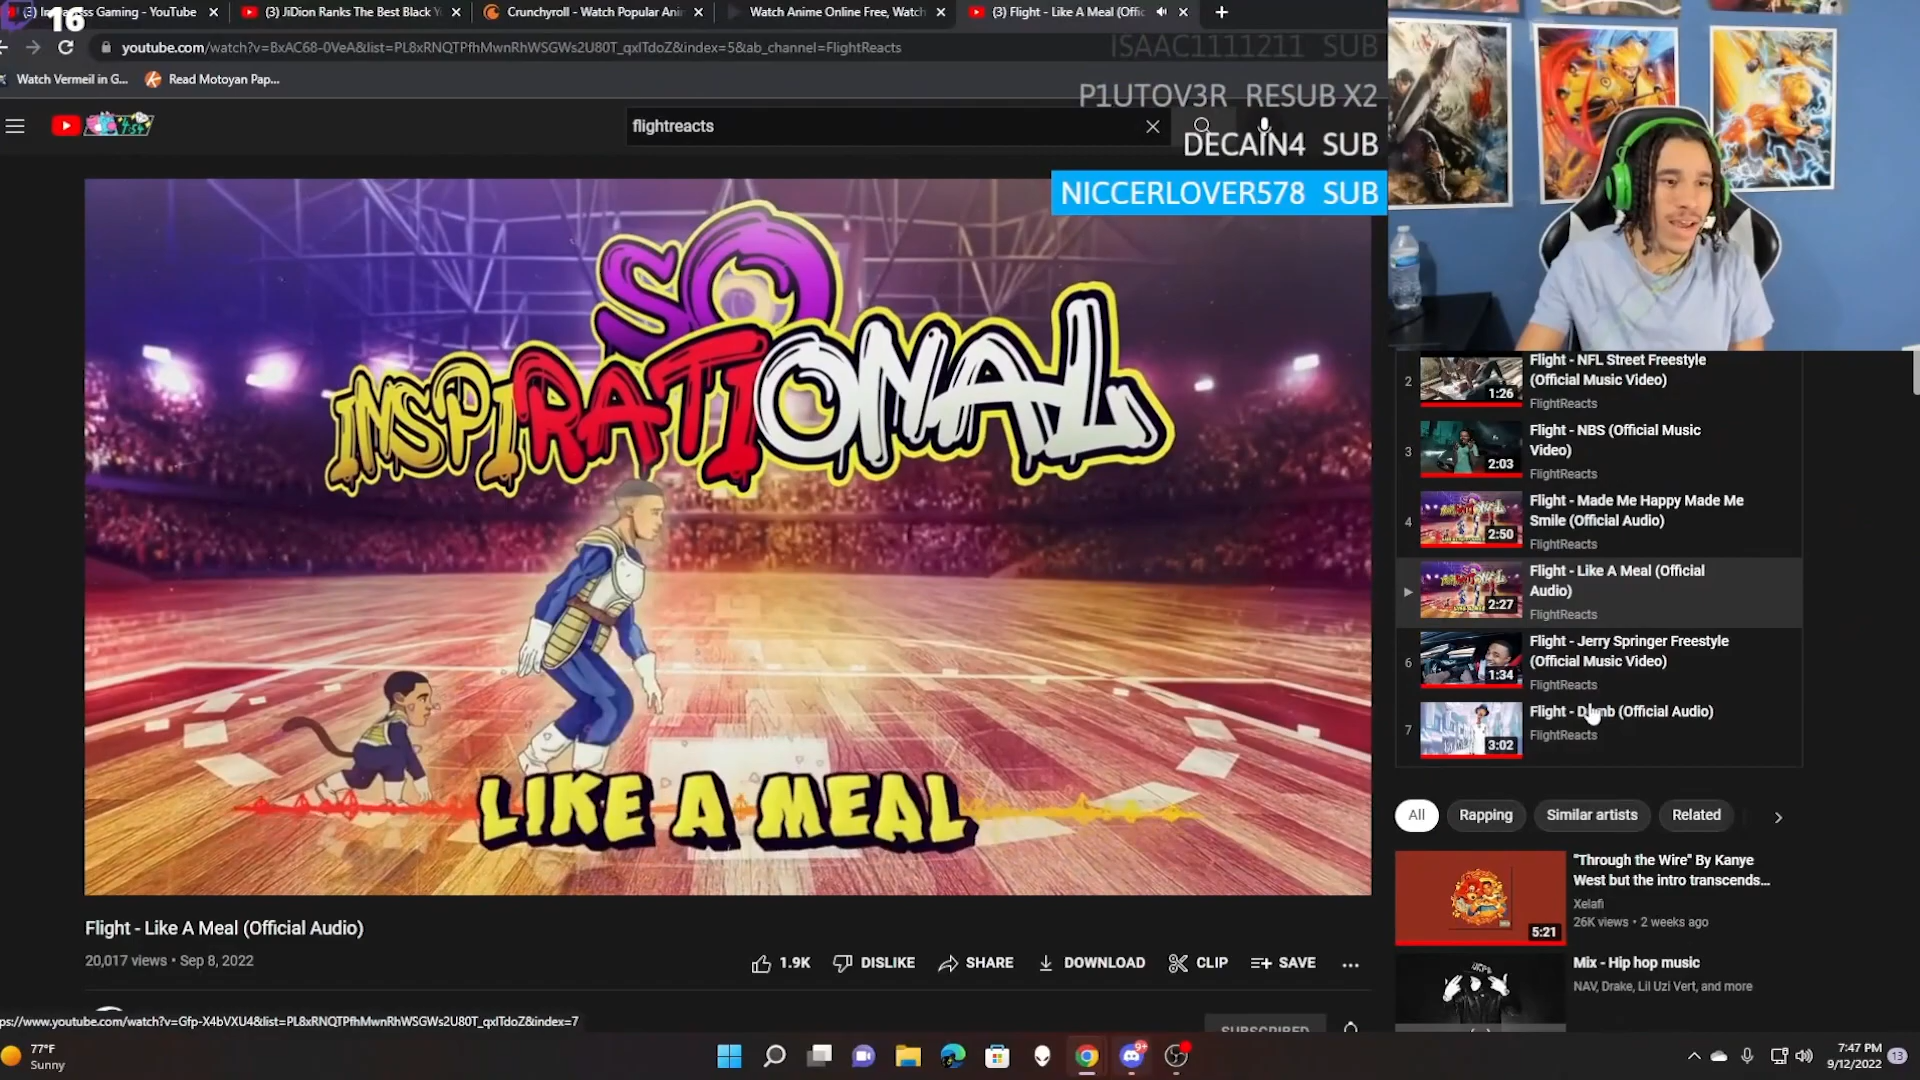 16
Gaming - YouTube
(3) JiDion Ranks The Best Black Y
Crunchyroll - Watch Popular Ani
Watch Anime Online Free, Watch
(3) Flight - Like A Meal (Offic
youtube.com/watch?v=BxAC68-0VeA&list=PL8xRNQTPfhMwnRhWSGWs2U80T_qxlTdoZ&index=5&ab_channel=FlightReacts
Watch Vermeil in G...
Read Motoyan Pap...
ISAAC1111211 SUB
P1UTOV3R RESUB X2
DECAIN4 SUB
NICCERLOVER578 SUB
flightreacts
SO
INSPIRATIONAL
LIKE A MEAL
2
1:26
Flight - NFL Street Freestyle
(Official Music Video)
FlightReacts
3
2:03
Flight - NBS (Official Music
Video)
FlightReacts
4
2:50
Flight - Made Me Happy Made Me
Smile (Official Audio)
FlightReacts
2:27
Flight - Like A Meal (Official
Audio)
FlightReacts
6
1:34
Flight - Jerry Springer Freestyle
(Official Music Video)
FlightReacts
7
3:02
Flight - Dumb (Official Audio)
FlightReacts
All
Rapping
Similar artists
Related
"Through the Wire" By Kanye
West but the intro transcends...
Xelafi
26K views • 2 weeks ago
5:21
Mix - Hip hop music
NAV, Drake, Lil Uzi Vert, and more
Flight - Like A Meal (Official Audio)
20,017 views • Sep 8, 2022
1.9K
DISLIKE
SHARE
DOWNLOAD
CLIP
SAVE
SUBSCRIBED
ps://www.youtube.com/watch?v=Gfp-X4bVXU4&list=PL8xRNQTPfhMwnRhWSGWs2U80T_qxlTdoZ&index=7
77°F
Sunny
9+
7:47 PM
9/12/2022
13